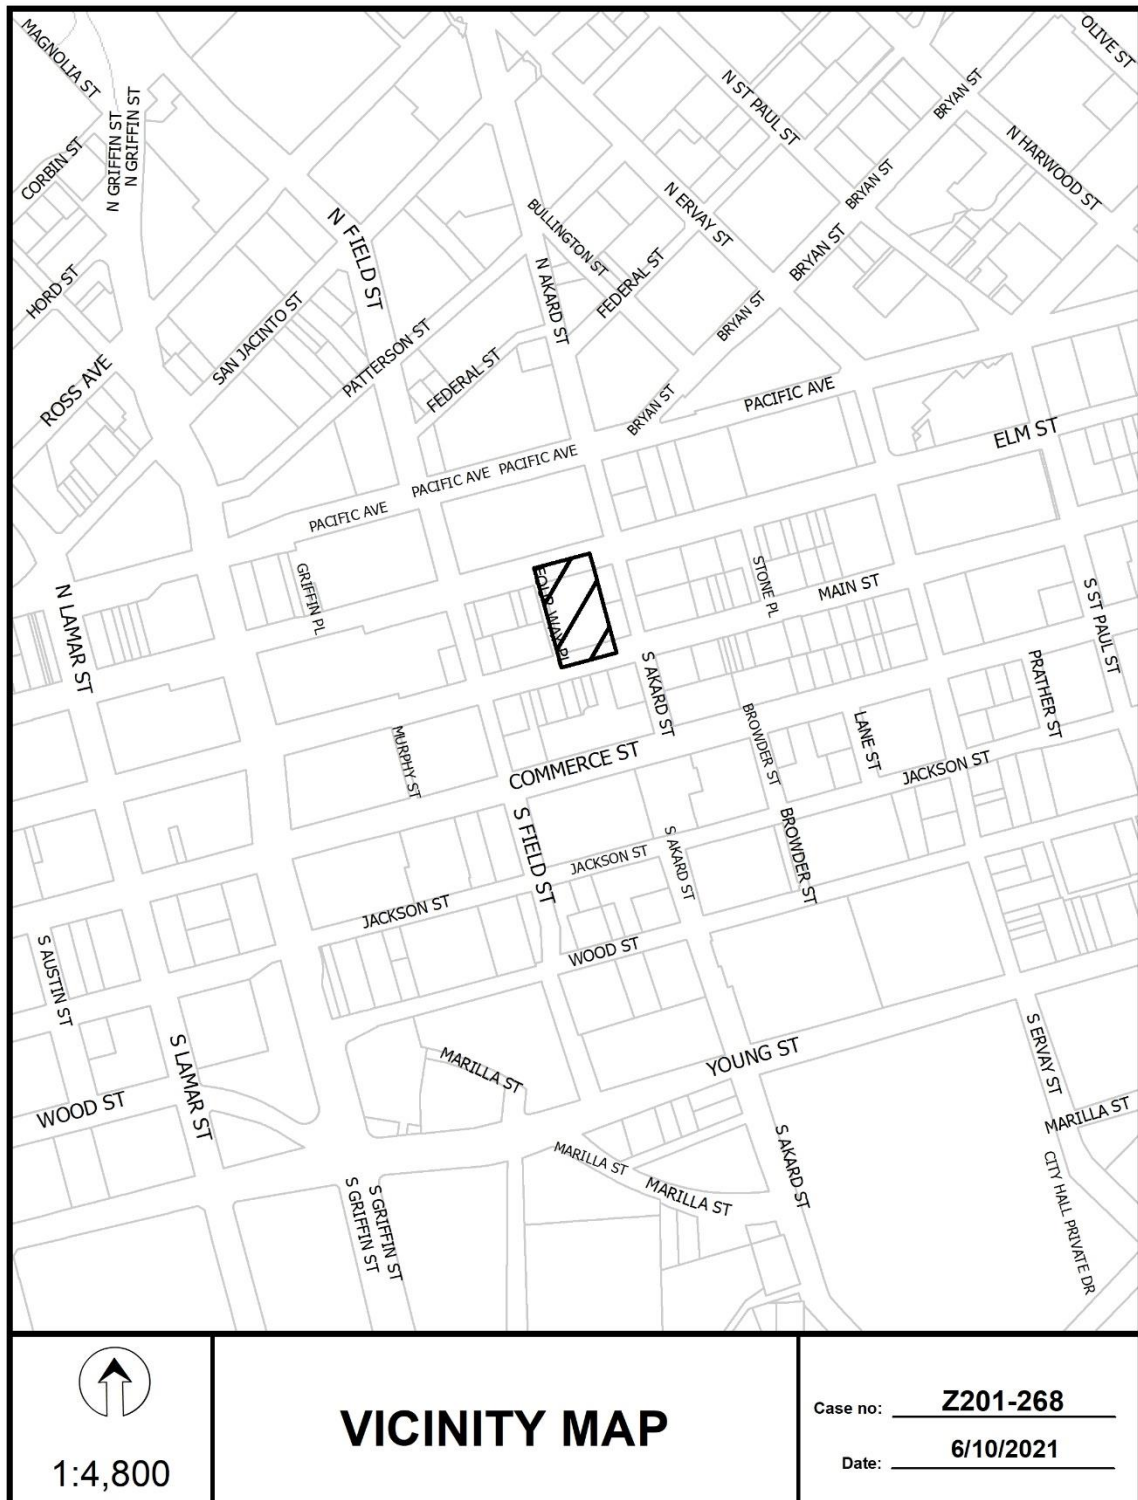 MAGNOLIA ST
OLIVE ST
N ST PAUL ST
BRYAN ST
N GRIFFIN ST
N GRIFFIN ST
CORBIN ST
N HARWOOD ST
BRYAN ST
N ERVAY ST
N FIELD ST
BULLINGTON ST
BRYAN ST
HORD ST
N AKARD ST
FEDERAL ST
SAN JACINTO ST
BRYAN ST
PATTERSON ST
FEDERAL ST
ROSS AVE
PACIFIC AVE
BRYAN ST
ELM ST
PACIFIC AVE
PACIFIC AVE
PACIFIC AVE
GRIFFIN PL
FOUR WAY PL
STONE PL
MAIN ST
N LAMAR ST
S ST PAUL ST
S AKARD ST
PRATHER ST
MURPHY ST
BROWDER ST
LANE ST
COMMERCE ST
JACKSON ST
S FIELD ST
BROWDER ST
JACKSON ST
S AKARD ST
JACKSON ST
WOOD ST
S AUSTIN ST
S LAMAR ST
MARILLA ST
YOUNG ST
S ERVAY ST
WOOD ST
MARILLA ST
S AKARD ST
MARILLA ST
MARILLA ST
CITY HALL PRIVATE DR
S GRIFFIN ST
S GRIFFIN ST
1:4,800
VICINITY MAP
Case no: Z201-268
Date: 6/10/2021